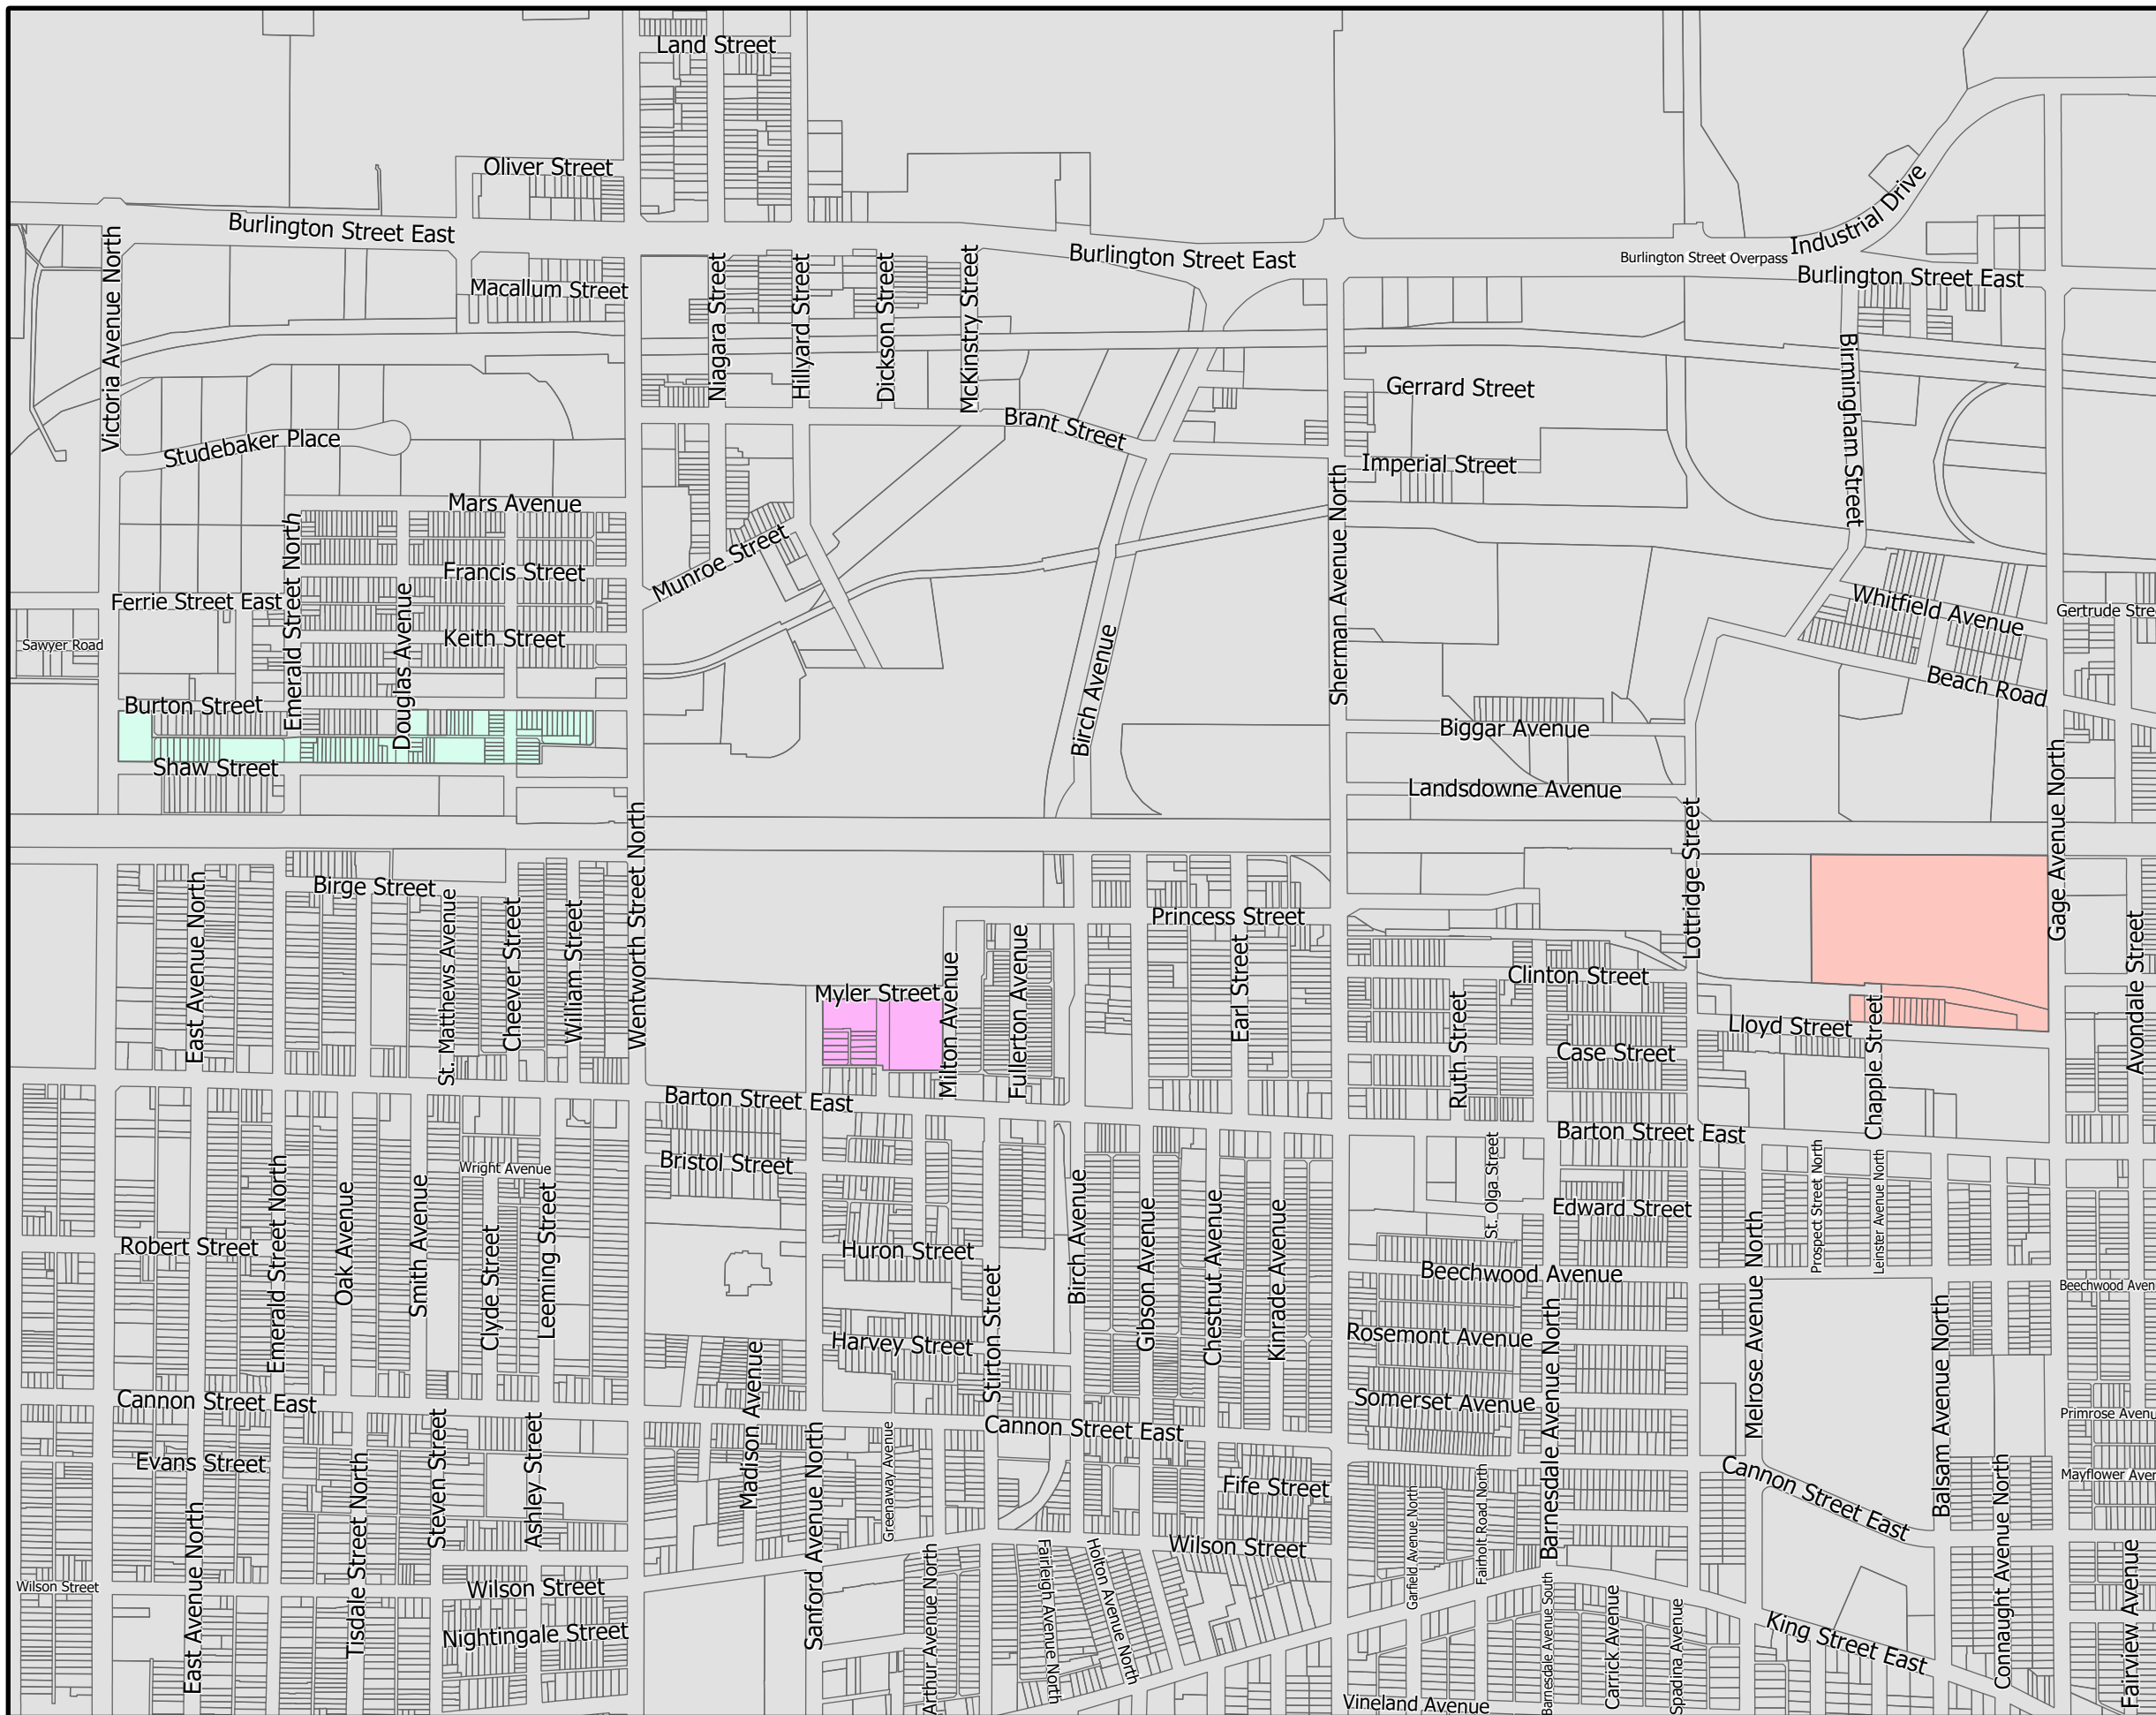 Land Street
Oliver Street
Burlington Street East
Burlington Street East
Burlington Street Overpass
Industrial Drive
Burlington Street East
Victoria Avenue North
Macallum Street
Niagara Street
Hillyard Street
Dickson Street
McKinstry Street
Gerrard Street
Birmingham Street
Studebaker Place
Brant Street
Imperial Street
Mars Avenue
Munroe Street
Sherman Avenue North
Francis Street
Ferrie Street East
Emerald Street North
Douglas Avenue
Keith Street
Sawyer Road
Whitfield Avenue
Gertrude Stre
Birch Avenue
Beach Road
Burton Street
Biggar Avenue
Shaw Street
Landsdowne Avenue
Gage Avenue North
Lottridge Street
Wentworth Street North
Birge Street
East Avenue North
St. Matthews Avenue
Cheever Street
William Street
Princess Street
Earl Street
Clinton Street
Avondale Street
Myler Street
Milton Avenue
Fullerton Avenue
Ruth Street
Lloyd Street
Case Street
Chapple Street
Barton Street East
Barton Street East
Bristol Street
Wright Avenue
St. Olga Street
Prospect Street North
Leinster Avenue North
Emerald Street North
Oak Avenue
Smith Avenue
Clyde Street
Leeming Street
Robert Street
Huron Street
Birch Avenue
Gibson Avenue
Chestnut Avenue
Kinrade Avenue
Edward Street
Beechwood Avenue
Beechwood Aven
Melrose Avenue North
Stirton Street
Harvey Street
Rosemont Avenue
Barnesdale Avenue North
Balsam Avenue North
Madison Avenue
Cannon Street East
Cannon Street East
Somerset Avenue
Primrose Avenu
Evans Street
Steven Street
Ashley Street
Tisdale Street North
Sanford Avenue North
Greenaway Avenue
Fife Street
Garfield Avenue North
Fairholt Road North
Cannon Street East
Mayflower Aven
Connaught Avenue North
East Avenue North
Wilson Street
Wilson Street
Wilson Street
Nightingale Street
Arthur Avenue North
Fairleigh Avenue North
Holton Avenue North
Barnesdale Avenue South
Carrick Avenue
Spadina Avenue
King Street East
Fairview Avenue
Vineland Avenue